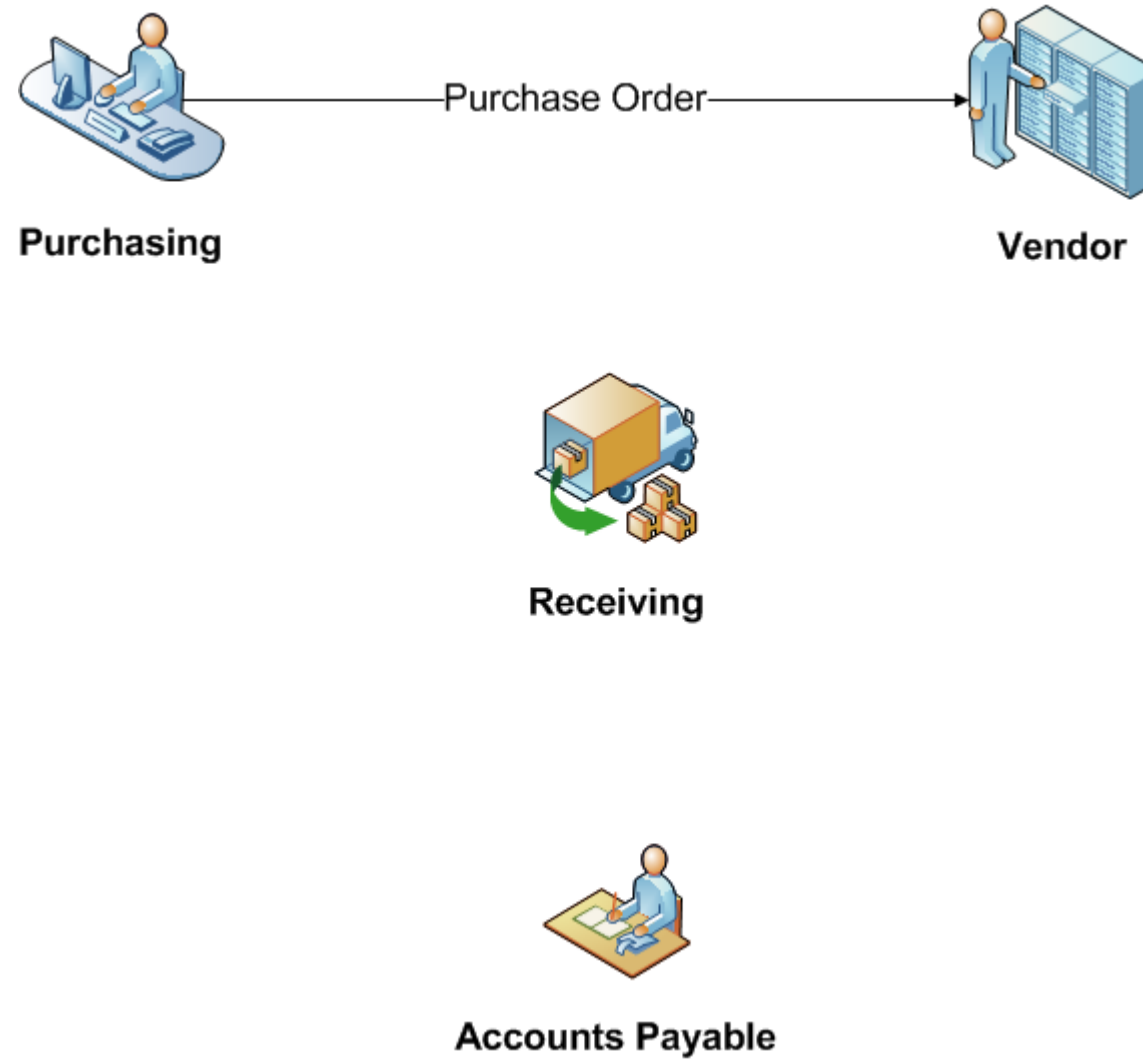 Purchase Order
Purchasing
Vendor
Receiving
Accounts Payable